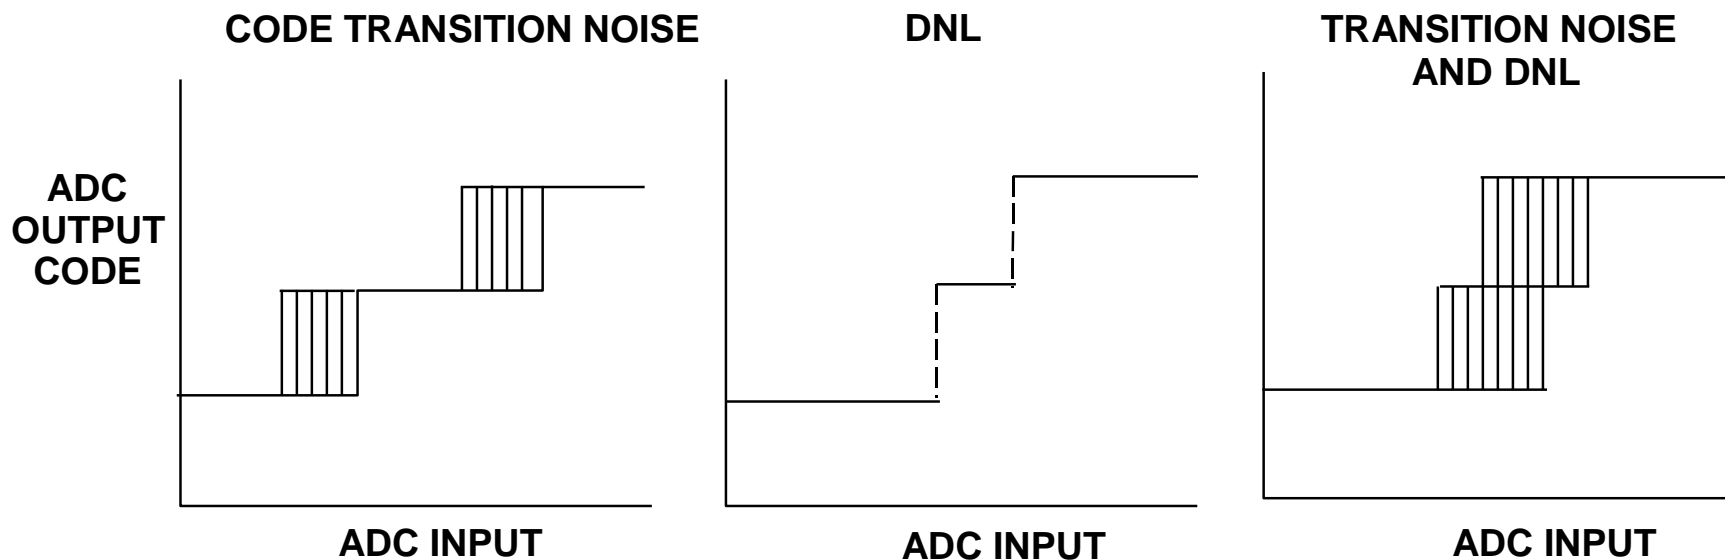 CODE TRANSITION NOISE
DNL
TRANSITION NOISE
AND DNL
ADC
OUTPUT
CODE
ADC INPUT
ADC INPUT
ADC INPUT